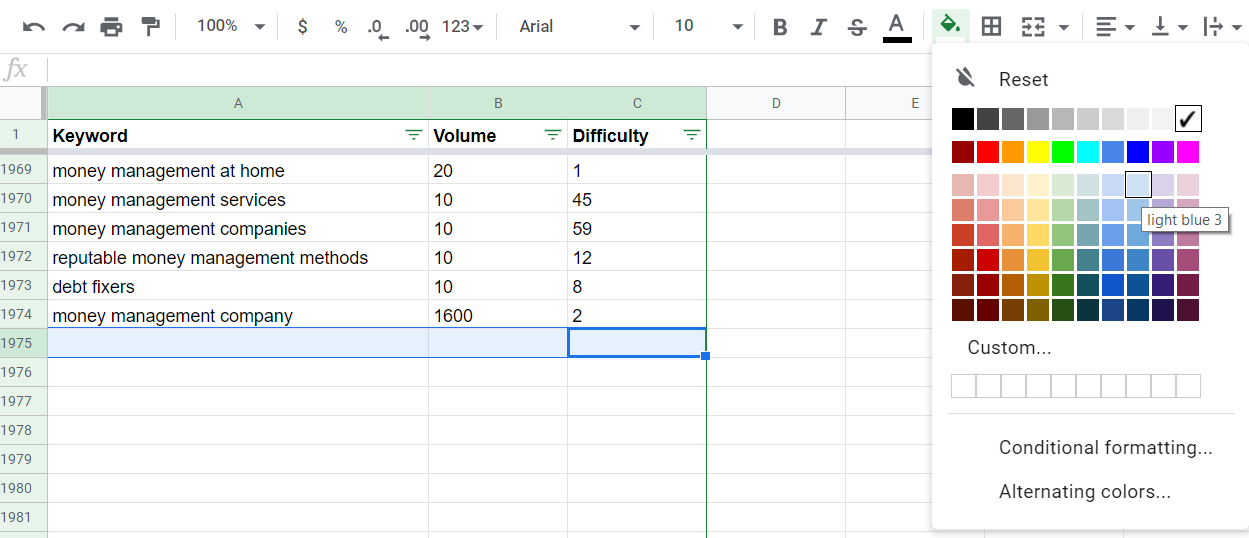 100% $ % .0 .00 123 Arial 10 B I S A
fx
A B C D E
1 Keyword Volume Difficulty
1969 money management at home 20 1
1970 money management services 10 45
1971 money management companies 10 59
1972 reputable money management methods 10 12
1973 debt fixers 10 8
1974 money management company 1600 2
1975
1976
1977
1978
1979
1980
1981
Reset
light blue 3
Custom...
Conditional formatting...
Alternating colors...